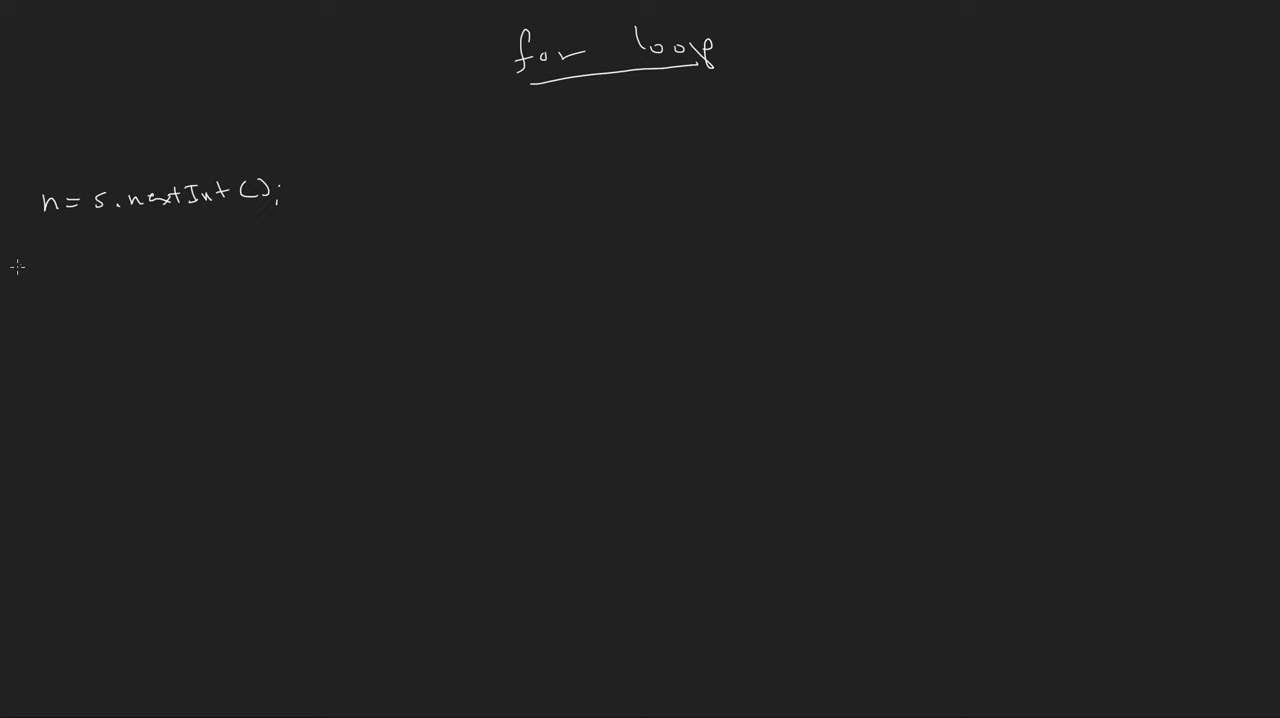 for loop
n = s.nextInt();